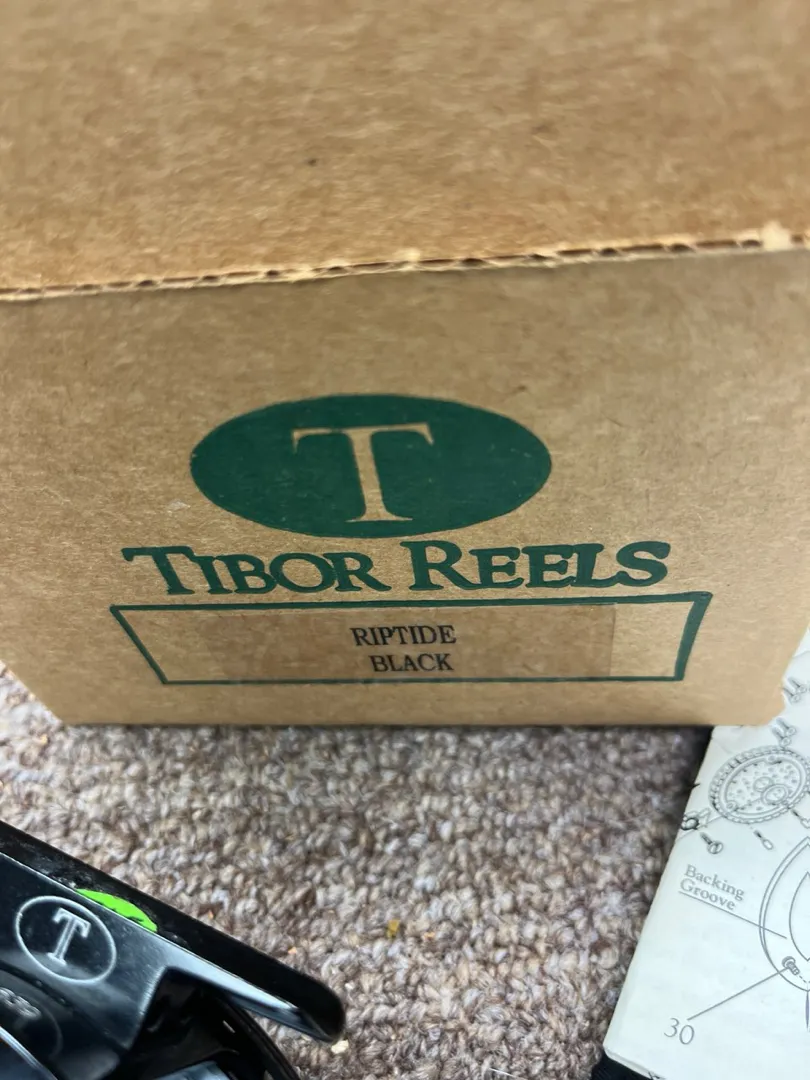 T
TIBOR REELS
RIPTIDE
BLACK
T
Backing
Groove
30